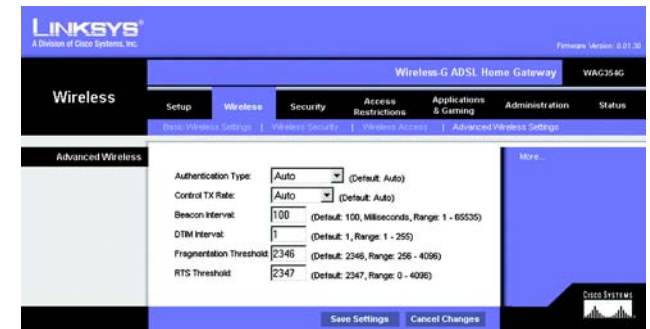 LINKSYS®
A Division of Cisco Systems, Inc.
Firmware Version: 0.01.30
Wireless-G ADSL Home Gateway WAG354G
Wireless
Setup Wireless Security Access Restrictions Applications & Gaming Administration Status
Basic Wireless Settings | Wireless Security | Wireless Access | Advanced Wireless Settings
Advanced Wireless
More...
Authentication Type: Auto (Default: Auto)
Control TX Rate: Auto (Default: Auto)
Beacon Interval: 100 (Default: 100, Milliseconds, Range: 1 - 65535)
DTIM Interval: 1 (Default: 1, Range: 1 - 255)
Fragmentation Threshold: 2346 (Default: 2346, Range: 256 - 4096)
RTS Threshold: 2347 (Default: 2347, Range: 0 - 4096)
Save Settings Cancel Changes
CISCO SYSTEMS